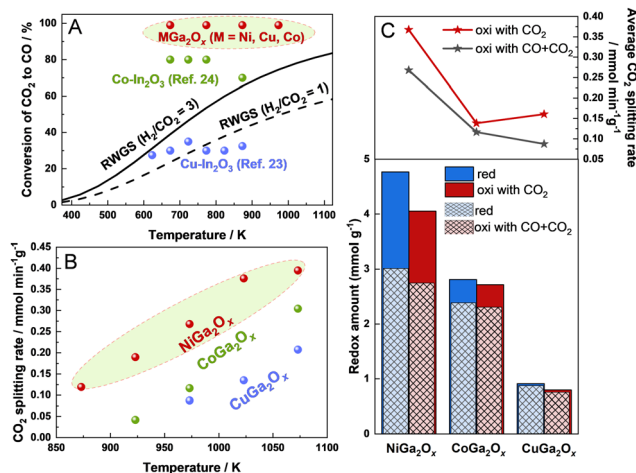 A
MGa₂Oₓ (M = Ni, Cu, Co)
Co-In₂O₃ (Ref. 24)
RWGS (H₂/CO₂ = 3)
RWGS (H₂/CO₂ = 1)
Cu-In₂O₃ (Ref. 23)
Conversion of CO₂ to CO / %
100
80
60
40
20
0
400 500 600 700 800 900 1000 1100
Temperature / K
B
NiGa₂Oₓ
CoGa₂Oₓ
CuGa₂Oₓ
CO₂ splitting rate / mmol min⁻¹g⁻¹
0.45
0.40
0.35
0.30
0.25
0.20
0.15
0.10
0.05
0.00
850 900 950 1000 1050 1100
Temperature / K
C
oxi with CO₂
oxi with CO+CO₂
0.40
0.35
0.30
0.25
0.20
0.15
0.10
0.05
Average CO₂ splitting rate
/ mmol min⁻¹g⁻¹
red
oxi with CO₂
red
oxi with CO+CO₂
Redox amount (mmol g⁻¹)
5
4
3
2
1
0
NiGa₂Oₓ CoGa₂Oₓ CuGa₂Oₓ